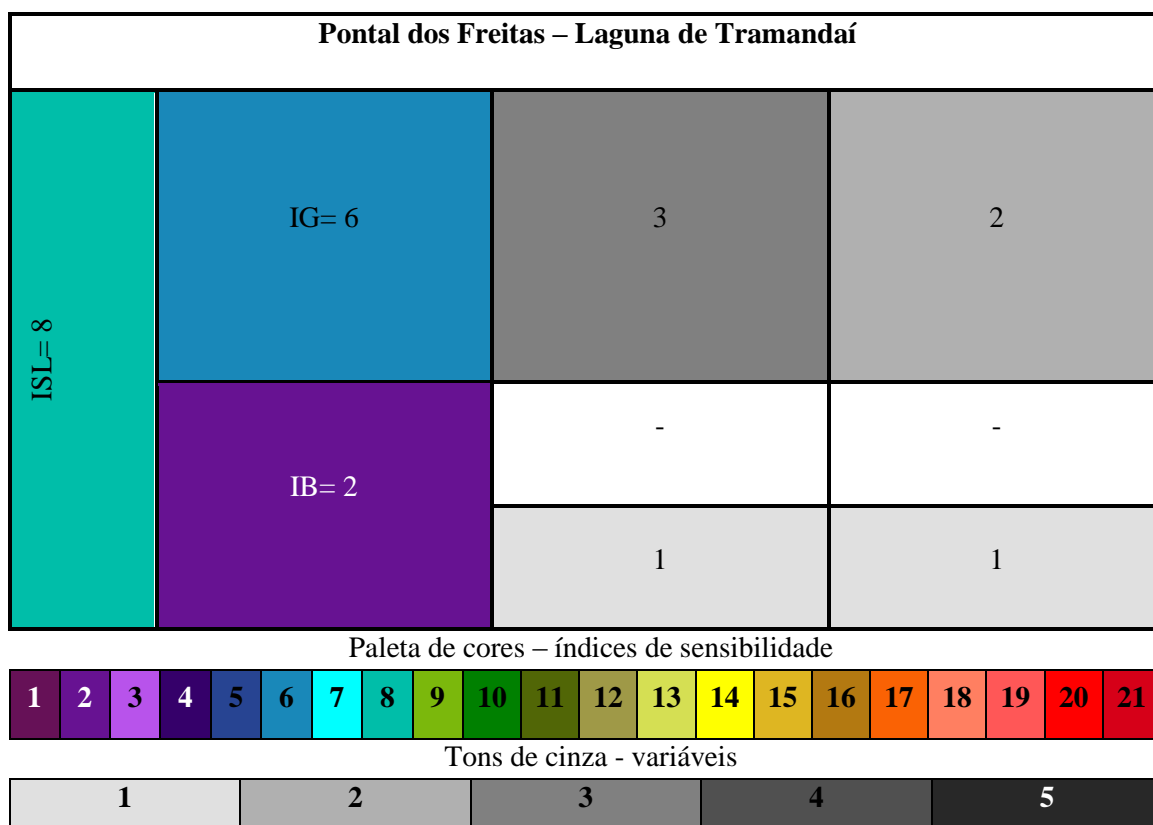 Pontal dos Freitas – Laguna de Tramandaí
ISL= 8
IG= 6
3
2
IB= 2
-
-
1
1
Paleta de cores – índices de sensibilidade
1 2 3 4 5 6 7 8 9 10 11 12 13 14 15 16 17 18 19 20 21
Tons de cinza - variáveis
1 2 3 4 5